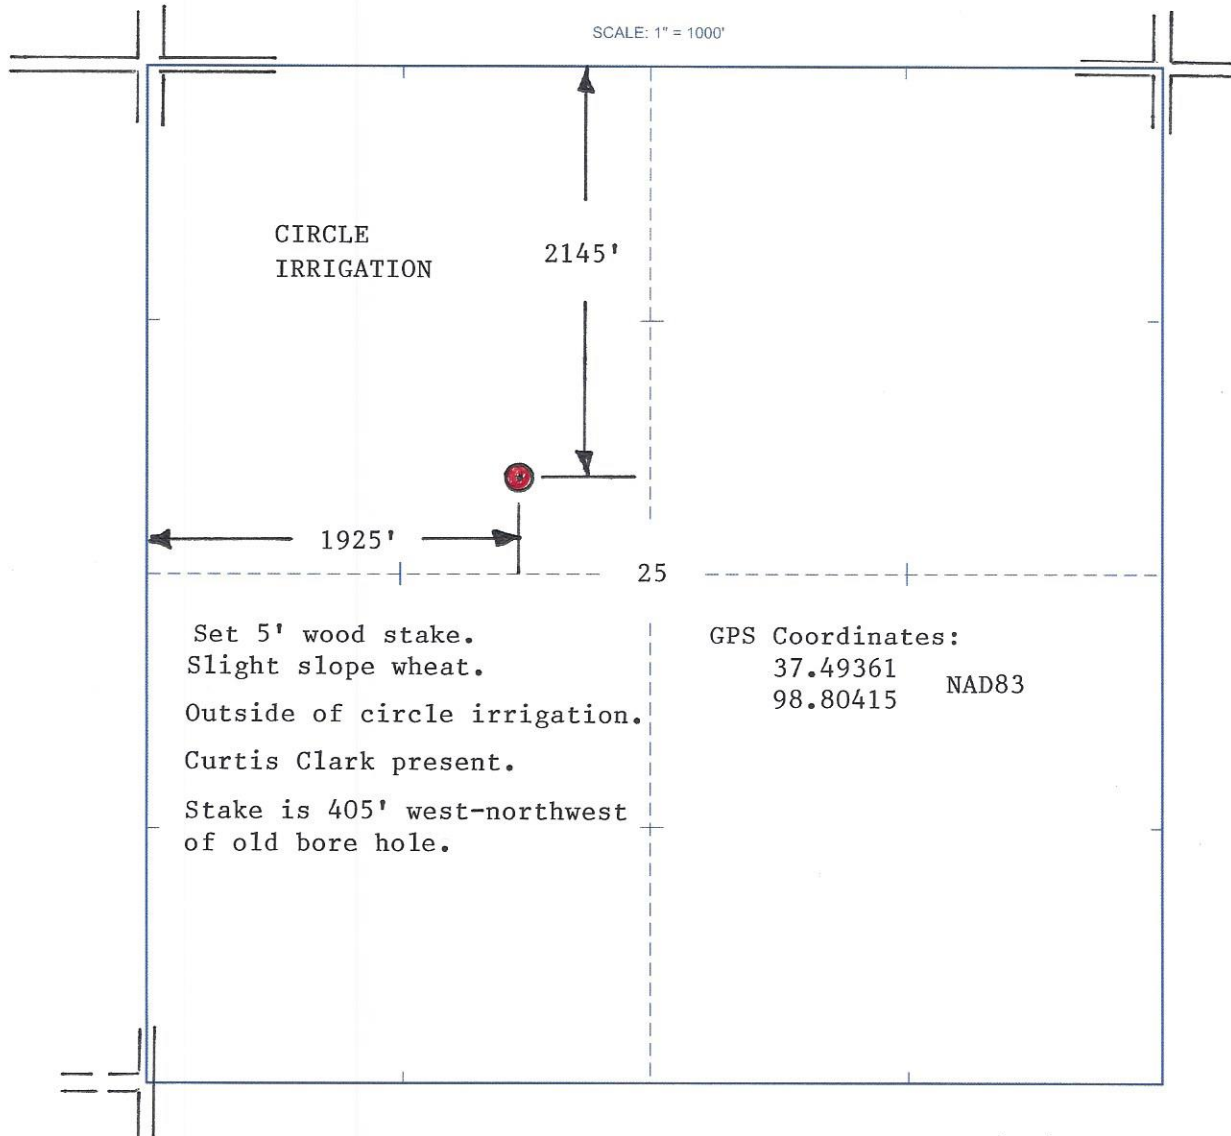 SCALE: 1" = 1000'
CIRCLE
IRRIGATION
2145'
1925'
25
Set 5' wood stake.
Slight slope wheat.
Outside of circle irrigation.
Curtis Clark present.
Stake is 405' west-northwest
of old bore hole.
GPS Coordinates:
37.49361
98.80415
NAD83